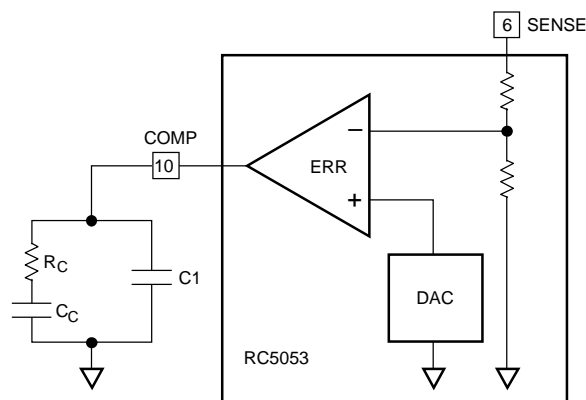 6 SENSE
COMP
10
ERR
−
+
RC
CC
C1
DAC
RC5053